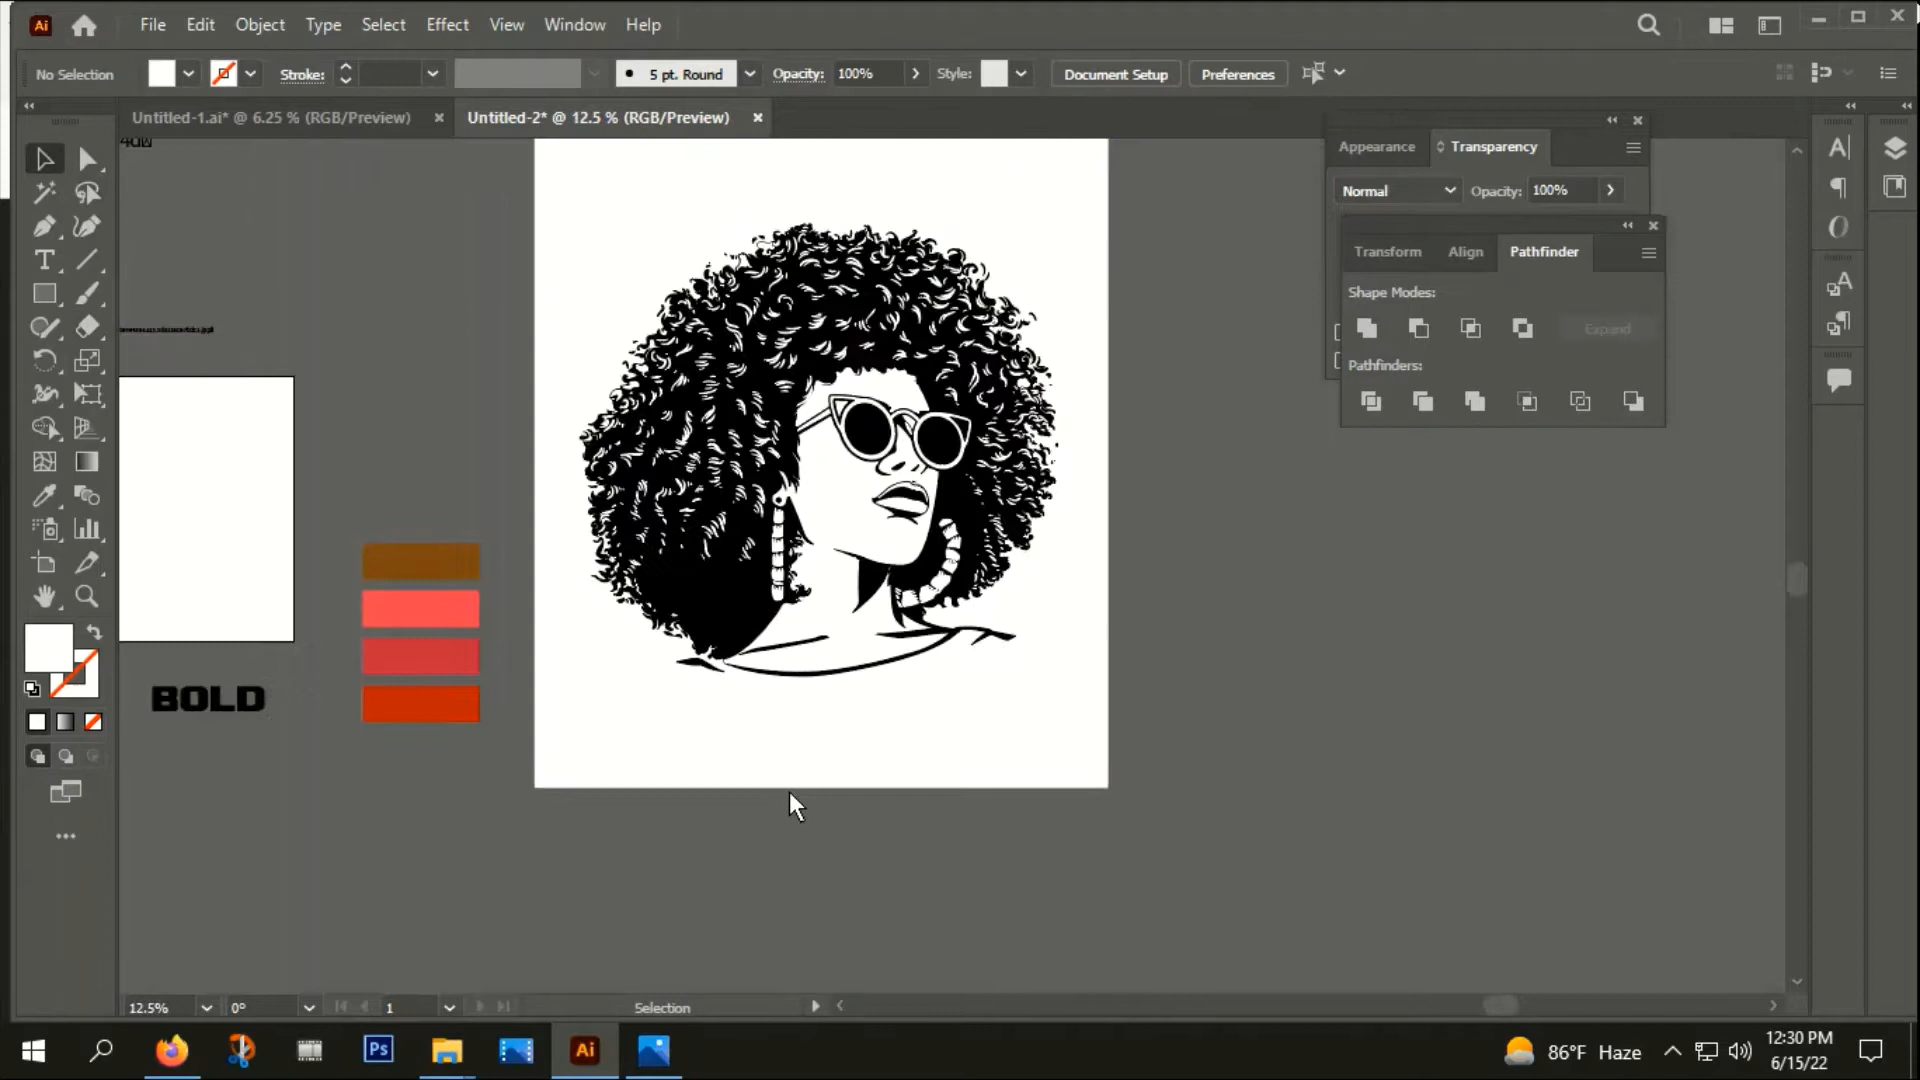 Ai File Edit Object Type Select Effect View Window Help
No Selection Stroke: 5 pt. Round Opacity: 100% Style: Document Setup Preferences
Untitled-1.ai* @ 6.25 % (RGB/Preview) × Untitled-2* @ 12.5 % (RGB/Preview) ×
Appearance Transparency
Normal Opacity: 100%
Transform Align Pathfinder
Shape Modes:
Expand
Pathfinders:
BOLD
12.5% 0° 1 Selection
Ps Ai 86°F Haze
12:30 PM
6/15/22